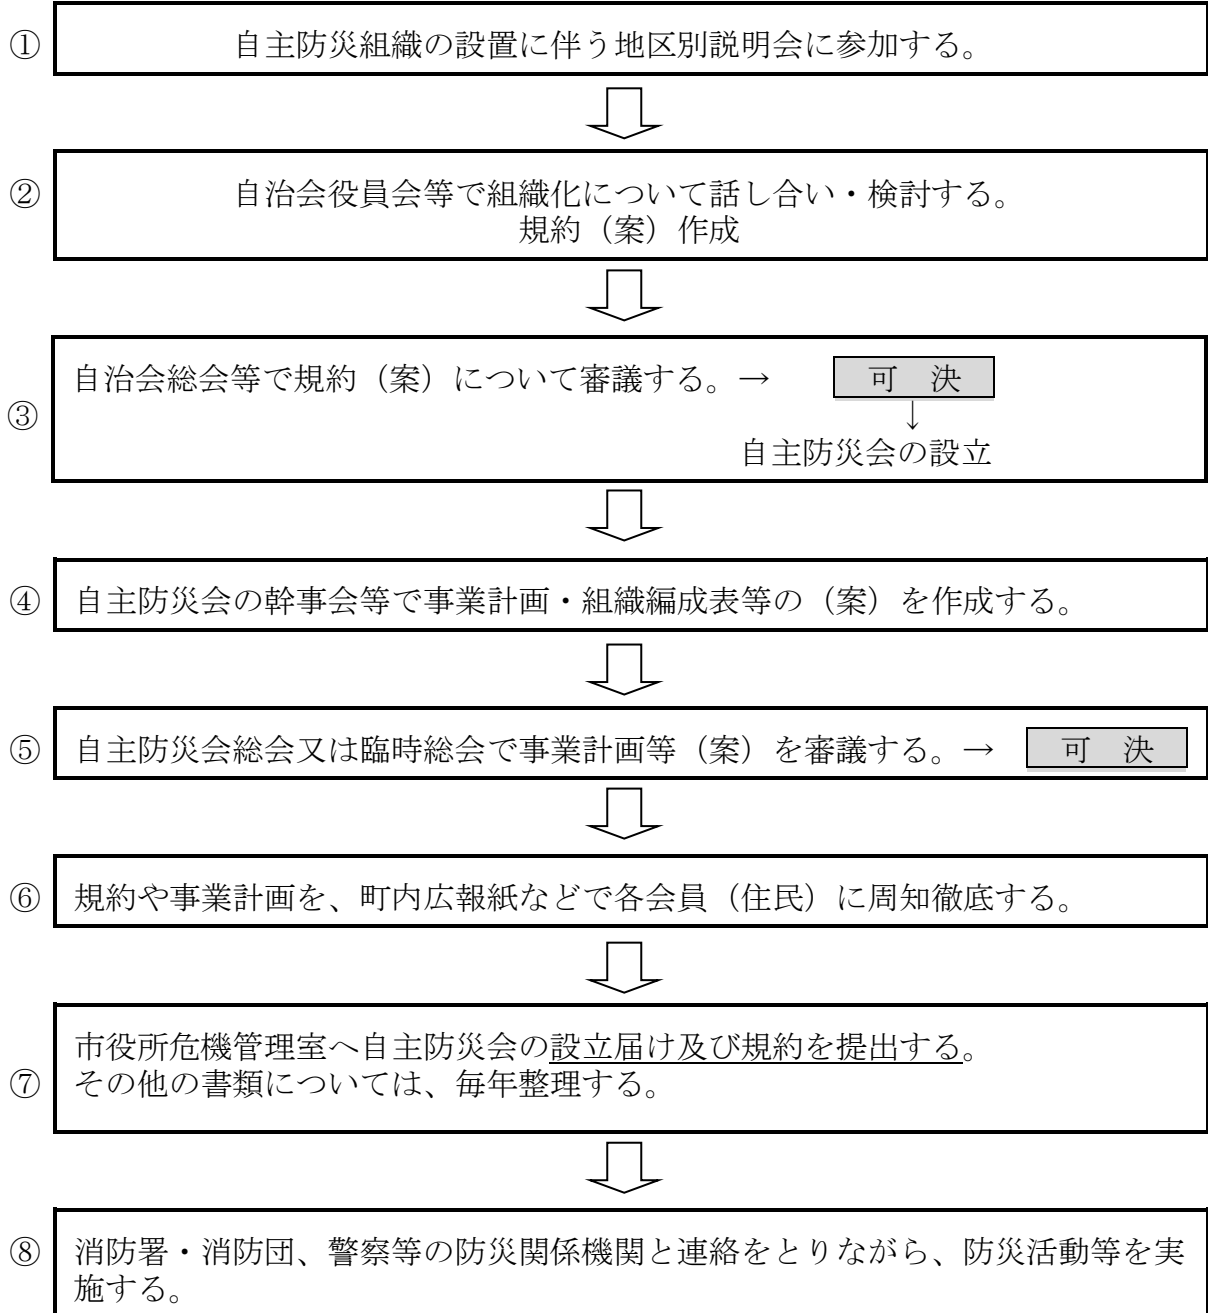 ① 自主防災組織の設置に伴う地区別説明会に参加する。
② 自治会役員会等で組織化について話し合い・検討する。
規約（案）作成
③ 自治会総会等で規約（案）について審議する。→ 可 決
↓
自主防災会の設立
④ 自主防災会の幹事会等で事業計画・組織編成表等の（案）を作成する。
⑤ 自主防災会総会又は臨時総会で事業計画等（案）を審議する。→ 可 決
⑥ 規約や事業計画を、町内広報紙などで各会員（住民）に周知徹底する。
市役所危機管理室へ自主防災会の設立届け及び規約を提出する。
⑦ その他の書類については、毎年整理する。
⑧ 消防署・消防団、警察等の防災関係機関と連絡をとりながら、防災活動等を実
施する。